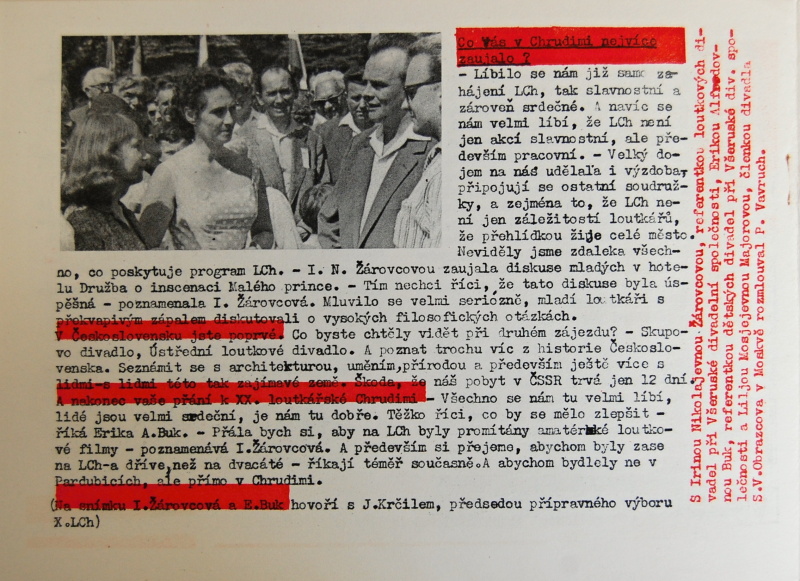 Co Vás v Chrudimi nejvíce
zaujalo ?
- Líbilo se nám již samo za-
hájení LCh, tak slavnostní a
zároveň srdečné. A navíc se
nám velmi líbí, že LCh není
jen akcí slavnostní, ale pře-
devším pracovní. - Velký do-
jem na nás udělala i výzdoba,
připojují se ostatní soudruž-
ky, a zejména to, že LCh ne-
ní jen záležitostí loutkářů,
že přehlídkou žije celé město.
Neviděly jsme zdaleka všech-
no, co poskytuje program LCh. - I. N. Žárovcovou zaujala diskuse mladých v hote-
lu Družba o inscenaci Malého prince. - Tím nechci říci, že tato diskuse byla ús-
pěšná - poznamenala I. Žárovcová. Mluvilo se velmi seriozně, mladí loutkáři s
překvapivým zápalem diskutovali o vysokých filosofických otázkách.
V Československu jste poprvé. Co byste chtěly vidět při druhém zájezdu? - Skupo-
vo divadlo, Ústřední loutkové divadlo. A poznat trochu víc z historie Českoslo-
venska. Seznámit se s architekturou, uměním,přírodou a především ještě více s
lidmi-s lidmi této tak zajímavé země. Škoda, že náš pobyt v ČSSR trvá jen 12 dní.
A nakonec vaše přání k XX. loutkářské Chrudimi - Všechno se nám tu velmi líbí,
lidé jsou velmi srdeční, je nám tu dobře. Těžko říci, co by se mělo zlepšit -
říká Erika A.Buk. - Přála bych si, aby na LCh byly promítány amatérské loutko-
vé filmy - poznamenává I.Žárovcová. A především si přejeme, abychom byly zase
na LCh-a dříve,než na dvacáté - říkají téměř současně.A abychom bydlely ne v
Pardubicích, ale přímo v Chrudimi.
(Na snímku I.Žárovcová a E.Buk hovoří s J.Krčilem, předsedou přípravného výboru
X.LCh)
S Irinou Nikolajevnou Žárovcovou, referentkou loutkových di-
vadel při Všeruské divadelní společnosti, Erikou Alfredov-
nou Buk, referentkou dětských divadel při Všeruské div. spo-
lečnosti a Liljou Mosjejevnou Majorovou, členkou divadla
S.V.Obrazcova v Moskvě rozmlouval P. Vavruch.